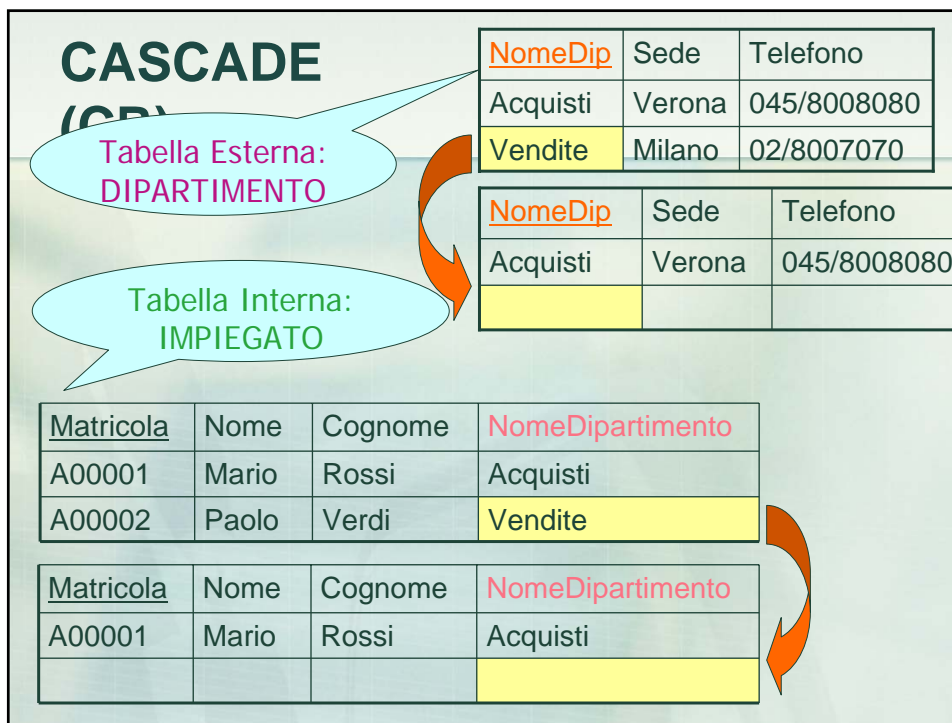 CASCADE
Tabella Esterna:
DIPARTIMENTO
NomeDip Sede Telefono
Acquisti Verona 045/8008080
Vendite Milano 02/8007070
NomeDip Sede Telefono
Acquisti Verona 045/8008080
Tabella Interna:
IMPIEGATO
Matricola Nome Cognome NomeDipartimento
A00001 Mario Rossi Acquisti
A00002 Paolo Verdi Vendite
Matricola Nome Cognome NomeDipartimento
A00001 Mario Rossi Acquisti